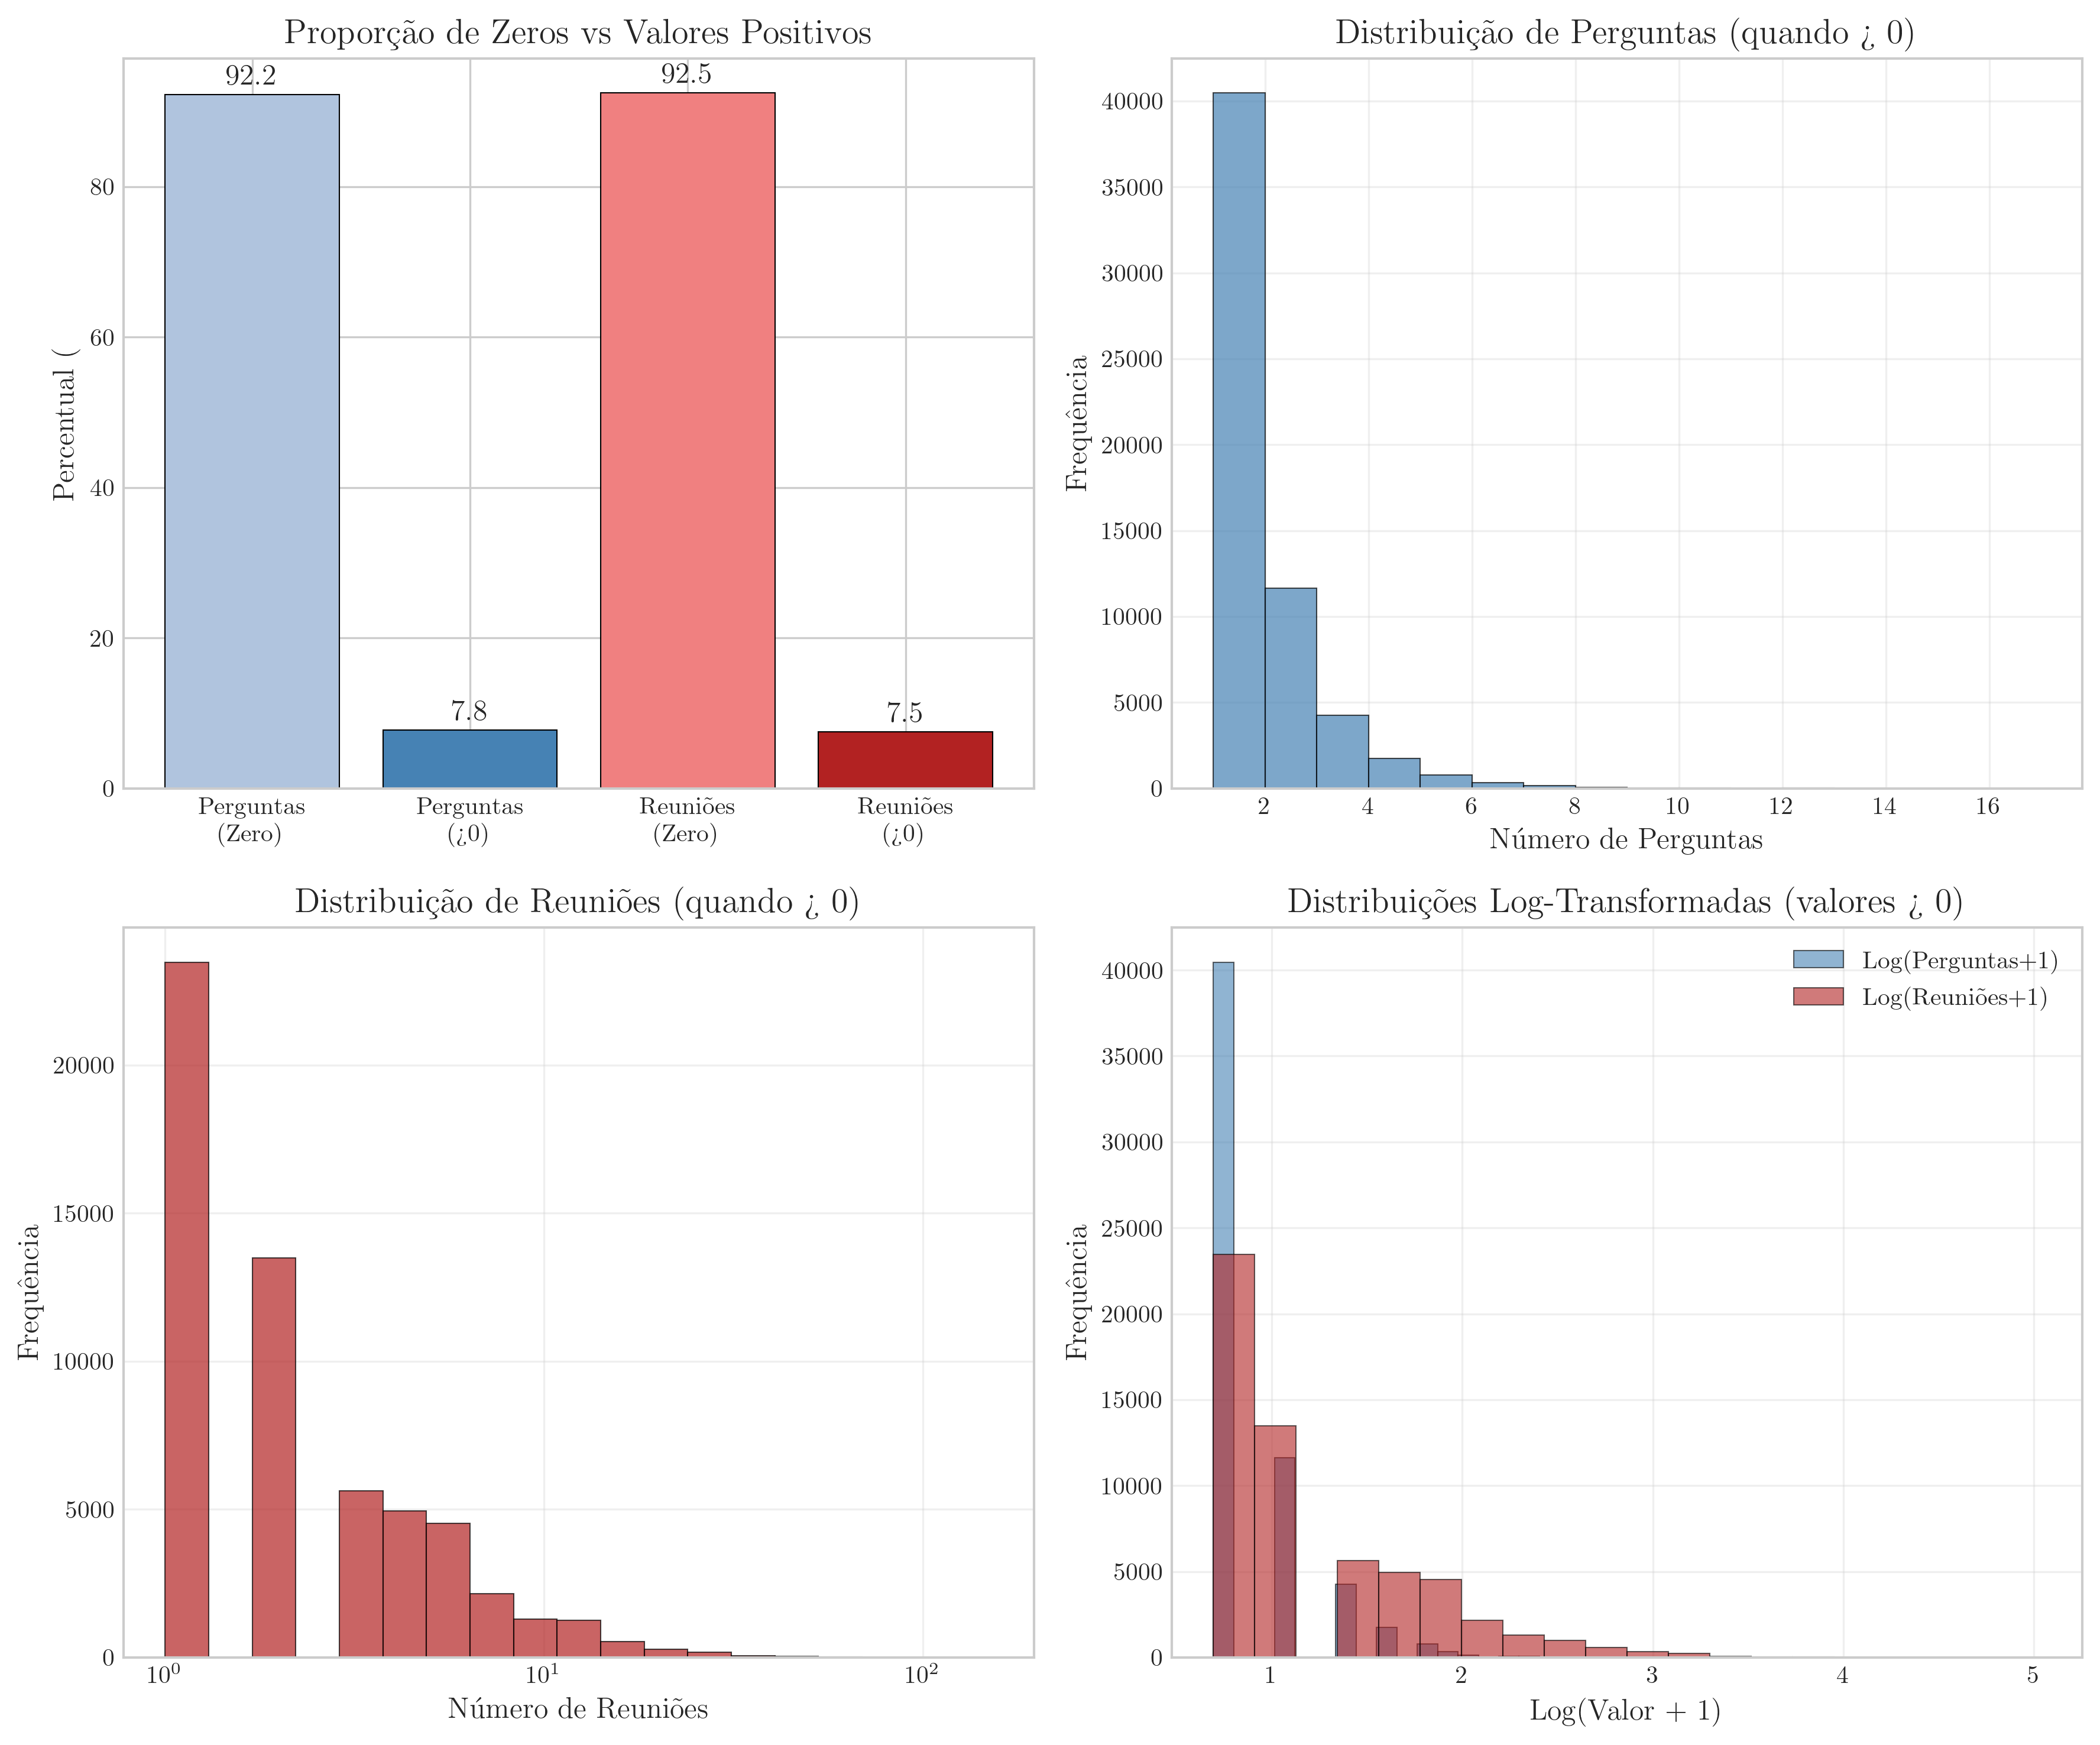 Proporção de Zeros vs Valores Positivos
92.2
92.5
7.8
7.5
80
60
40
20
0
Percentual (
Perguntas
(Zero)
Perguntas
(¿0)
Reuniões
(Zero)
Reuniões
(¿0)
Distribuição de Perguntas (quando ¿ 0)
40000
35000
30000
25000
20000
15000
10000
5000
0
Frequência
2 4 6 8 10 12 14 16
Número de Perguntas
Distribuição de Reuniões (quando ¿ 0)
20000
15000
10000
5000
0
Frequência
10⁰ 10¹ 10²
Número de Reuniões
Distribuições Log-Transformadas (valores ¿ 0)
Log(Perguntas+1)
Log(Reuniões+1)
40000
35000
30000
25000
20000
15000
10000
5000
0
Frequência
1 2 3 4 5
Log(Valor + 1)